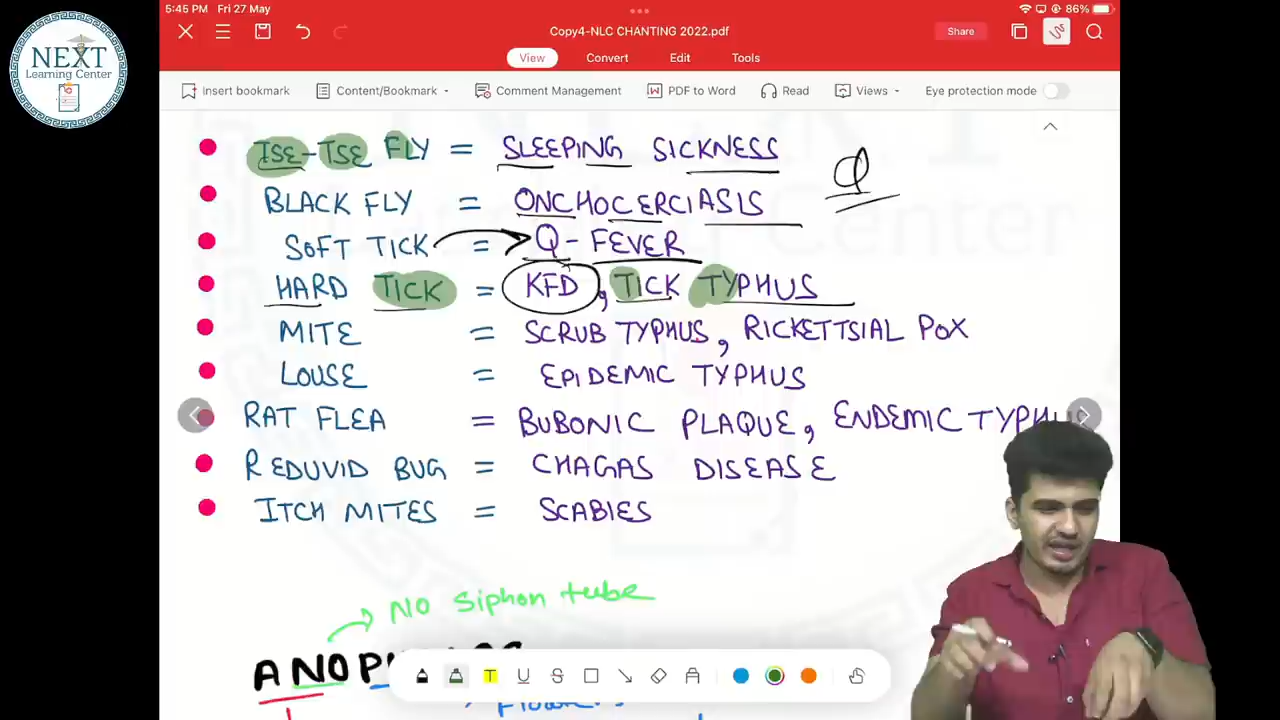 5:45 PM Fri 27 May
86%
NEXT
Learning Center
Copy4-NLC CHANTING 2022.pdf
Share
View Convert Edit Tools
Insert bookmark Content/Bookmark Comment Management PDF to Word Read Views Eye protection mode
TSE-TSE FLY = SLEEPING SICKNESS
BLACK FLY = ONCHOCERCIASIS
SOFT TICK = Q-FEVER
HARD TICK = KFD, TICK TYPHUS
MITE = SCRUB TYPHUS, RICKETTSIAL POX
LOUSE = EPIDEMIC TYPHUS
RAT FLEA = BUBONIC PLAQUE, ENDEMIC TYPHUS
REDUVID BUG = CHAGAS DISEASE
ITCH MITES = SCABIES
NO siphon tube